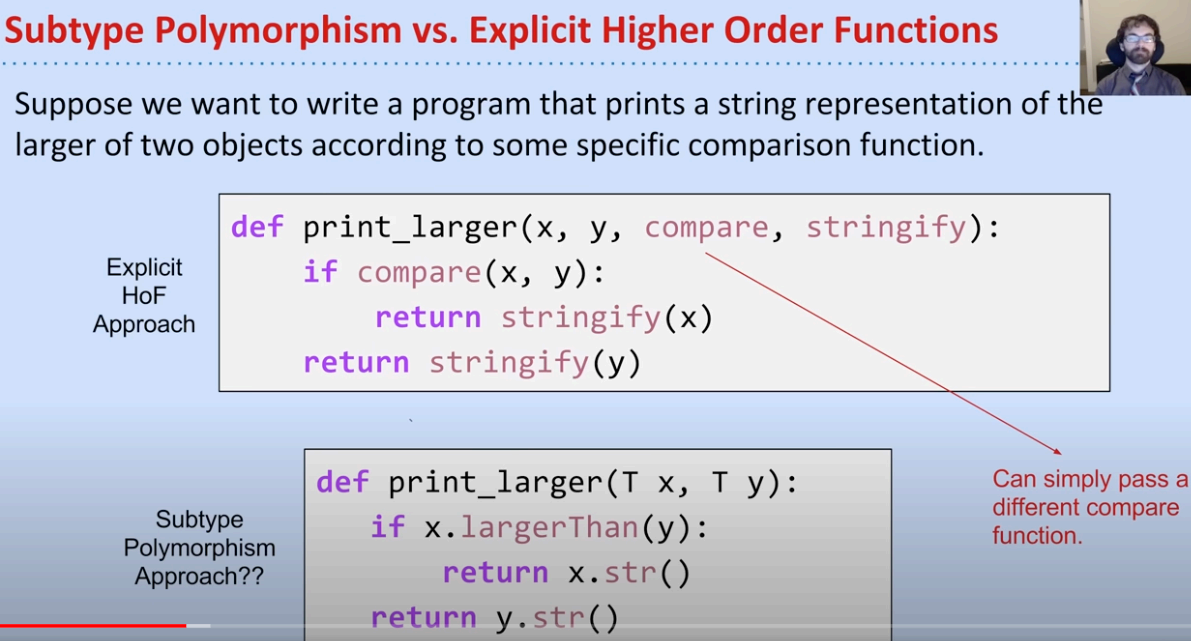 Subtype Polymorphism vs. Explicit Higher Order Functions
Suppose we want to write a program that prints a string representation of the
larger of two objects according to some specific comparison function.
Explicit
HoF
Approach
def print_larger(x, y, compare, stringify):
if compare(x, y):
return stringify(x)
return stringify(y)
Can simply pass a
different compare
function.
Subtype
Polymorphism
Approach??
def print_larger(T x, T y):
if x.largerThan(y):
return x.str()
return y.str()